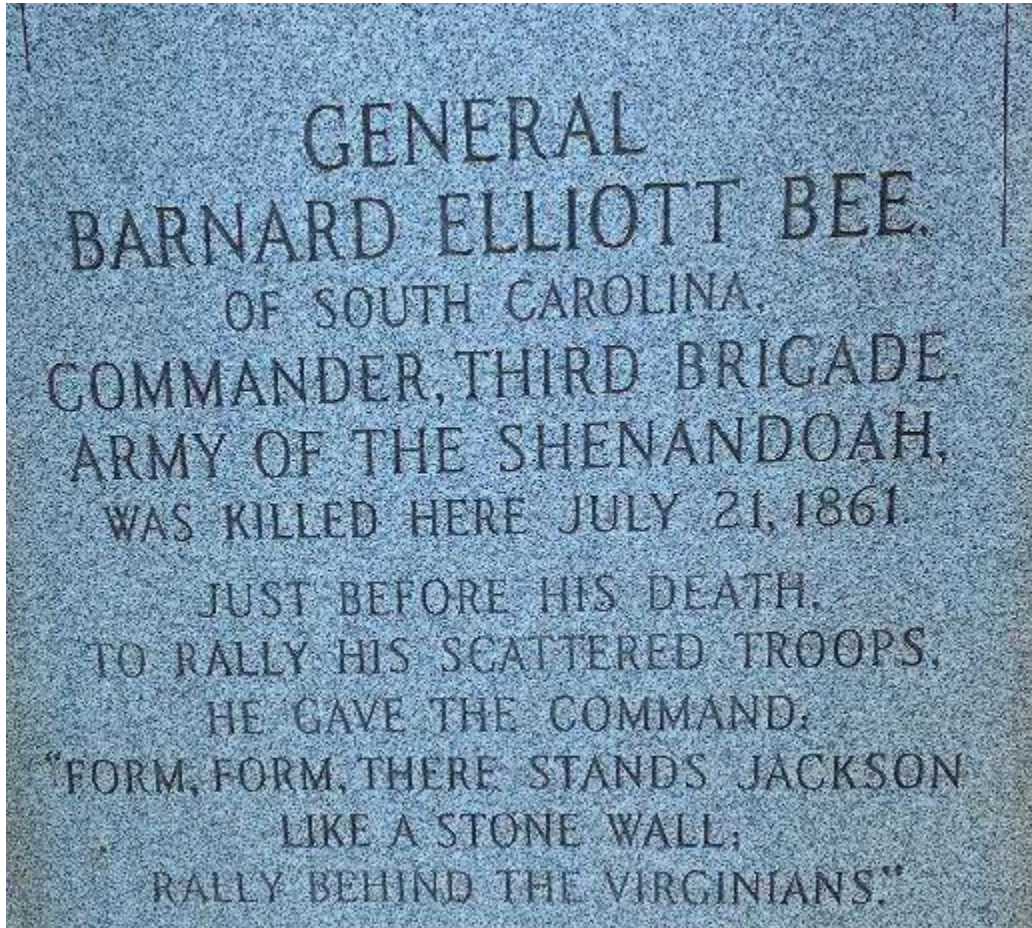 GENERAL
BARNARD ELLIOTT BEE,
OF SOUTH CAROLINA,
COMMANDER, THIRD BRIGADE,
ARMY OF THE SHENANDOAH,
WAS KILLED HERE JULY 21, 1861.
JUST BEFORE HIS DEATH,
TO RALLY HIS SCATTERED TROOPS,
HE GAVE THE COMMAND:
"FORM, FORM, THERE STANDS JACKSON
LIKE A STONE WALL;
RALLY BEHIND THE VIRGINIANS."